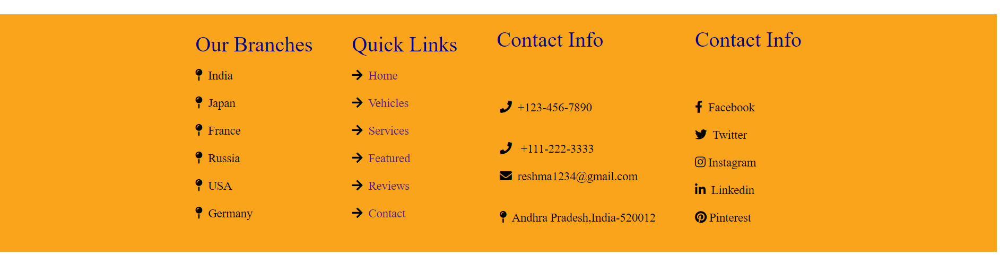 Our Branches
India
Japan
France
Russia
USA
Germany
Quick Links
Home
Vehicles
Services
Featured
Reviews
Contact
Contact Info
+123-456-7890
+111-222-3333
reshma1234@gmail.com
Andhra Pradesh,India-520012
Contact Info
Facebook
Twitter
Instagram
Linkedin
Pinterest